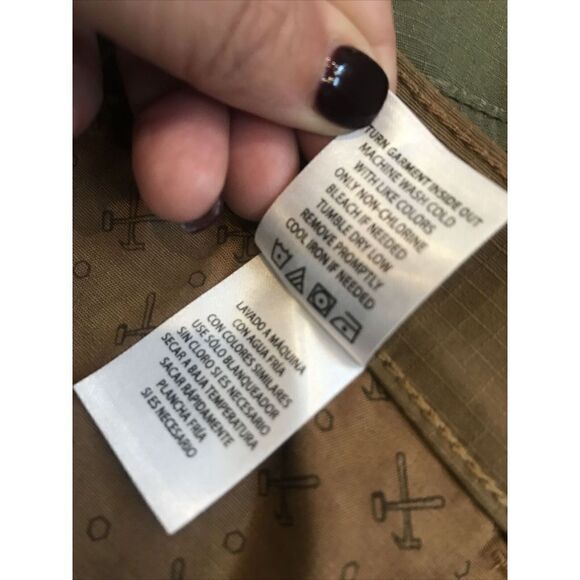 TURN GARMENT INSIDE OUT
MACHINE WASH COLD
WITH LIKE COLORS
ONLY NON-CHLORINE
BLEACH IF NEEDED
TUMBLE DRY LOW
REMOVE PROMPTLY
COOL IRON IF NEEDED
LAVADO A MÁQUINA
CON AGUA FRÍA
CON COLORES SIMILARES
USE SÓLO BLANQUEADOR
SIN CLORO SI ES NECESARIO
SECAR A BAJA TEMPERATURA
SACAR RAPIDAMENTE
PLANCHA FRÍA
SI ES NECESARIO